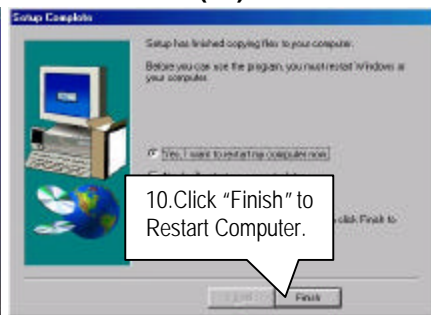 Setup Complete
Setup has finished copying files to your computer.
Before you can use the program, you must restart Windows or
your computer.
Yes, I want to restart my computer now.
10.Click “Finish” to
Restart Computer.
click Finish to
Finish